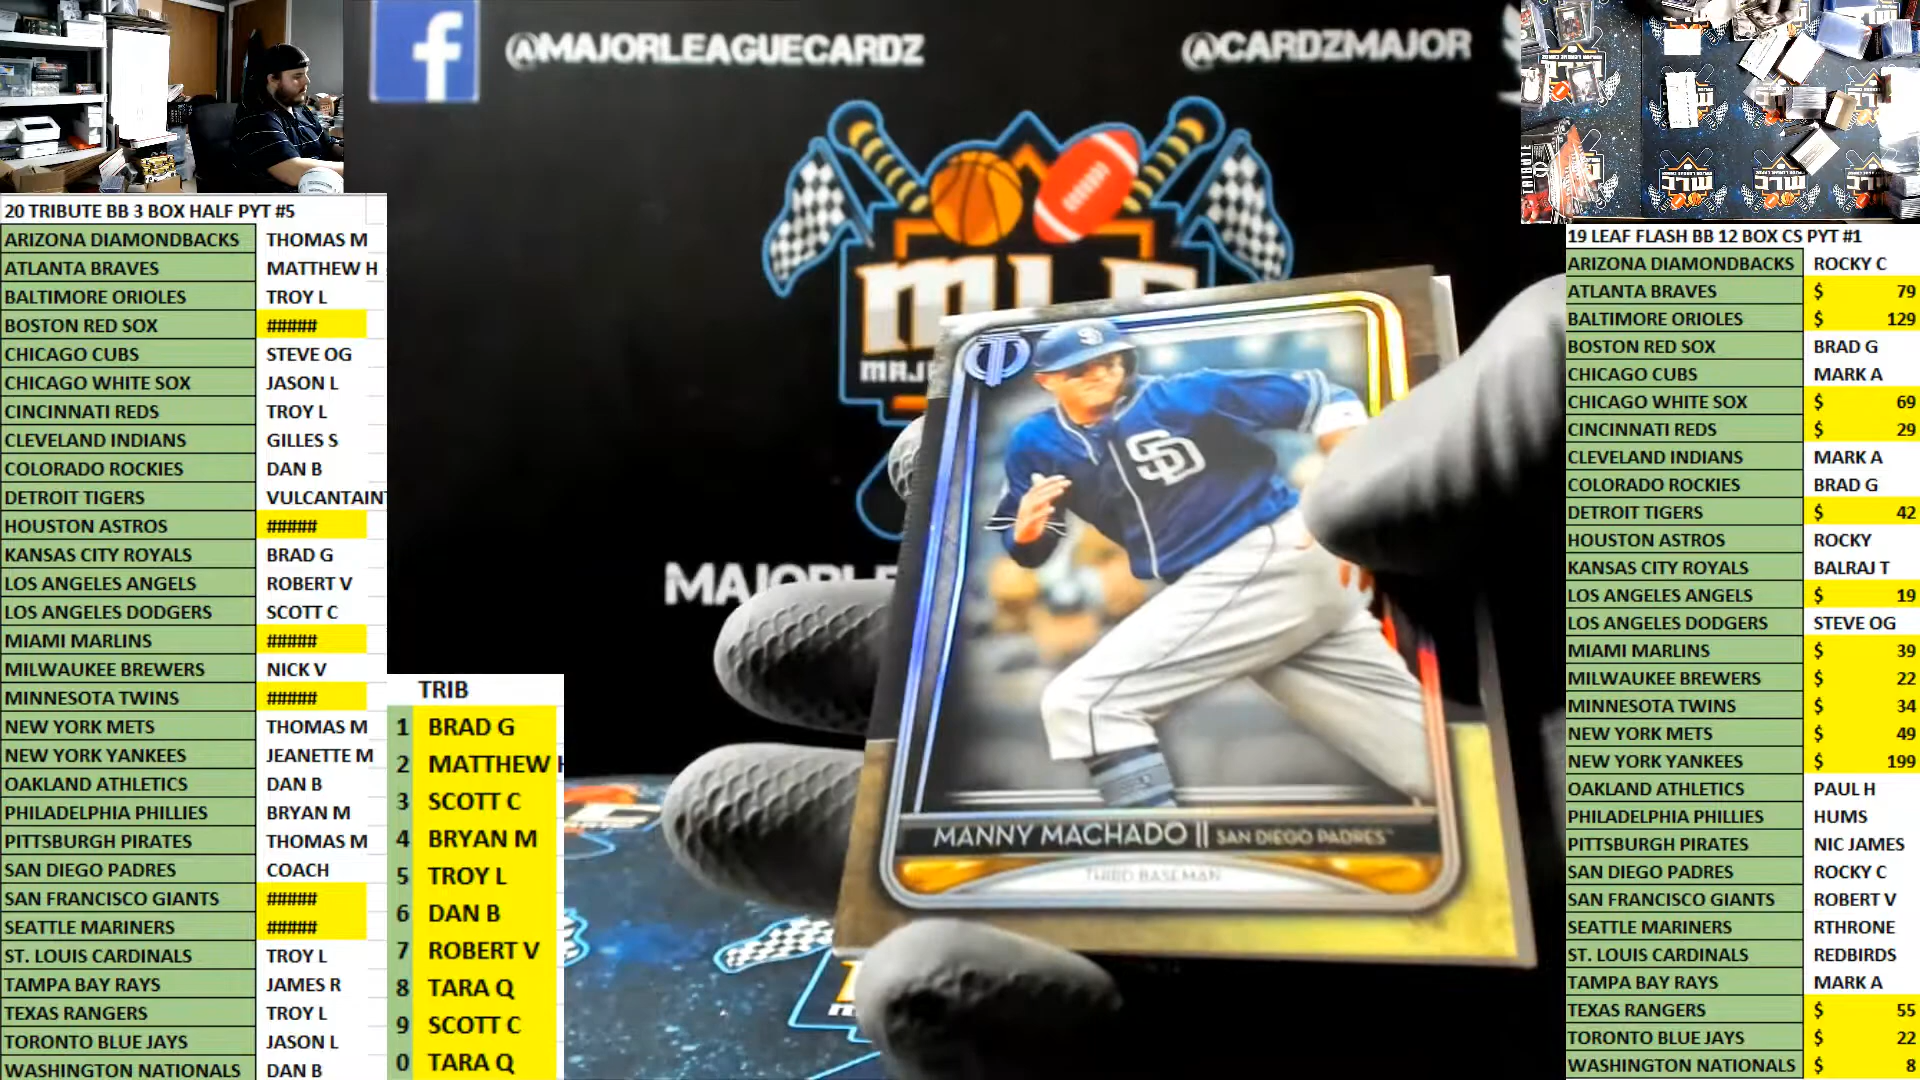 @MAJORLEAGUECARDZ
@CARDZMAJOR
20 TRIBUTE BB 3 BOX HALF PYT #5
ARIZONA DIAMONDBACKS THOMAS M
ATLANTA BRAVES MATTHEW H
BALTIMORE ORIOLES TROY L
BOSTON RED SOX #####
CHICAGO CUBS STEVE OG
CHICAGO WHITE SOX JASON L
CINCINNATI REDS TROY L
CLEVELAND INDIANS GILLES S
COLORADO ROCKIES DAN B
DETROIT TIGERS VULCANTAINT
HOUSTON ASTROS #####
KANSAS CITY ROYALS BRAD G
LOS ANGELES ANGELS ROBERT V
LOS ANGELES DODGERS SCOTT C
MIAMI MARLINS #####
MILWAUKEE BREWERS NICK V
MINNESOTA TWINS #####
NEW YORK METS THOMAS M
NEW YORK YANKEES JEANETTE M
OAKLAND ATHLETICS DAN B
PHILADELPHIA PHILLIES BRYAN M
PITTSBURGH PIRATES THOMAS M
SAN DIEGO PADRES COACH
SAN FRANCISCO GIANTS #####
SEATTLE MARINERS #####
ST. LOUIS CARDINALS TROY L
TAMPA BAY RAYS JAMES R
TEXAS RANGERS TROY L
TORONTO BLUE JAYS JASON L
WASHINGTON NATIONALS DAN B
TRIB
1 BRAD G
2 MATTHEW H
3 SCOTT C
4 BRYAN M
5 TROY L
6 DAN B
7 ROBERT V
8 TARA Q
9 SCOTT C
0 TARA Q
MLC
MAJ
MAJORLE
SD
MANNY MACHADO || SAN DIEGO PADRES™
THIRD BASEMAN
19 LEAF FLASH BB 12 BOX CS PYT #1
ARIZONA DIAMONDBACKS ROCKY C
ATLANTA BRAVES $ 79
BALTIMORE ORIOLES $ 129
BOSTON RED SOX BRAD G
CHICAGO CUBS MARK A
CHICAGO WHITE SOX $ 69
CINCINNATI REDS $ 29
CLEVELAND INDIANS MARK A
COLORADO ROCKIES BRAD G
DETROIT TIGERS $ 42
HOUSTON ASTROS ROCKY
KANSAS CITY ROYALS BALRAJ T
LOS ANGELES ANGELS $ 19
LOS ANGELES DODGERS STEVE OG
MIAMI MARLINS $ 39
MILWAUKEE BREWERS $ 22
MINNESOTA TWINS $ 34
NEW YORK METS $ 49
NEW YORK YANKEES $ 199
OAKLAND ATHLETICS PAUL H
PHILADELPHIA PHILLIES HUMS
PITTSBURGH PIRATES NIC JAMES
SAN DIEGO PADRES ROCKY C
SAN FRANCISCO GIANTS ROBERT V
SEATTLE MARINERS RTHRONE
ST. LOUIS CARDINALS REDBIRDS
TAMPA BAY RAYS MARK A
TEXAS RANGERS $ 55
TORONTO BLUE JAYS $ 22
WASHINGTON NATIONALS $ 8